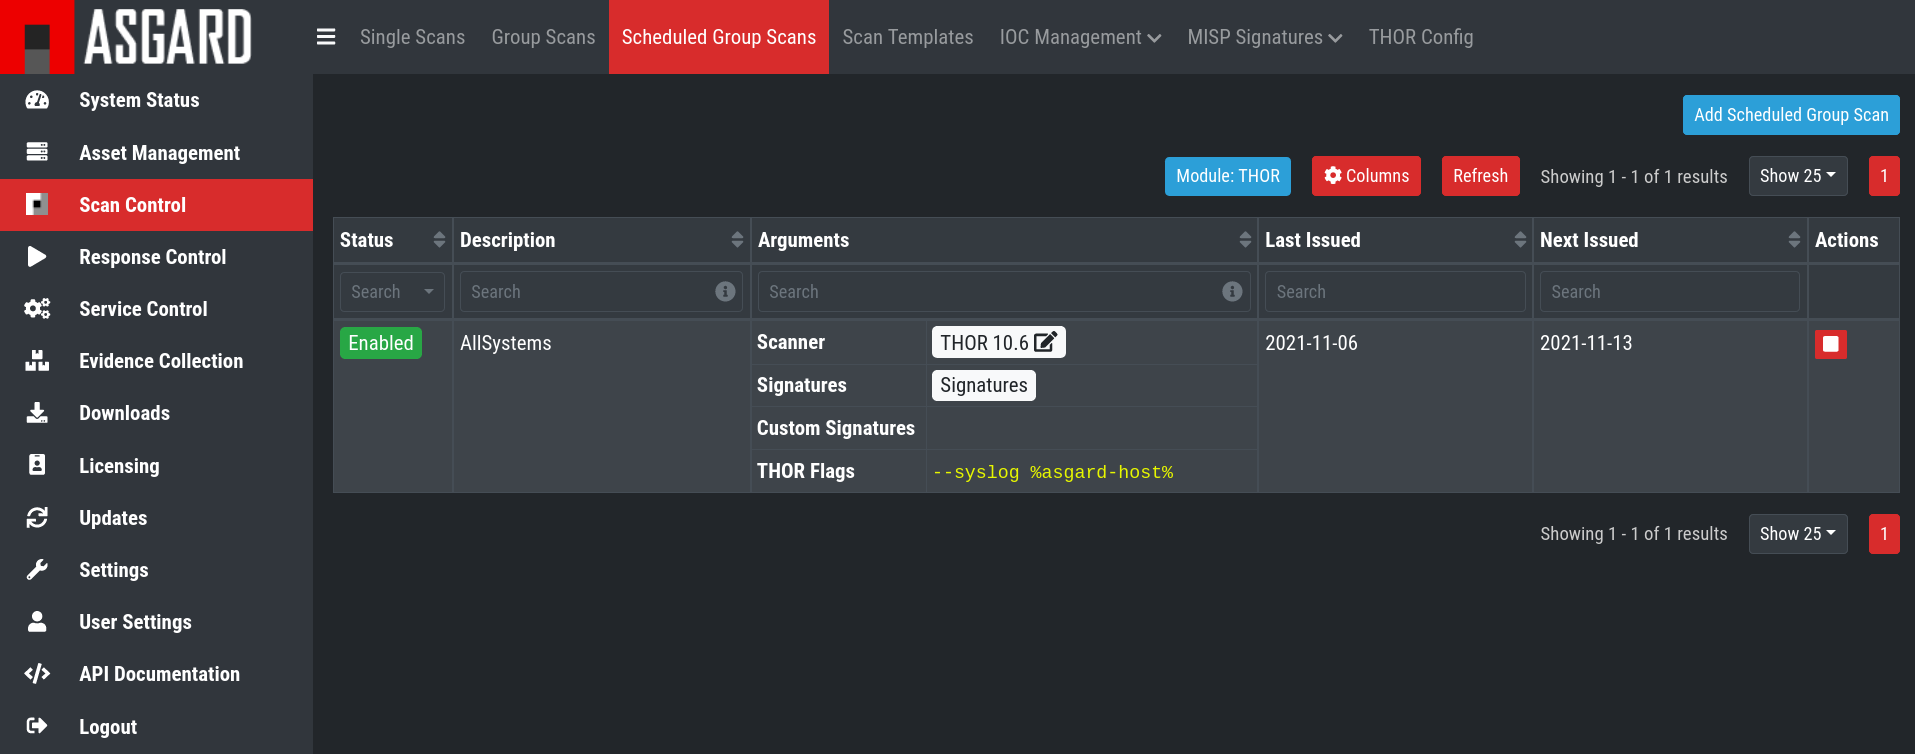 ASGARD
Single Scans Group Scans Scheduled Group Scans Scan Templates IOC Management MISP Signatures THOR Config
System Status
Asset Management
Scan Control
Response Control
Service Control
Evidence Collection
Downloads
Licensing
Updates
Settings
User Settings
API Documentation
Logout
Add Scheduled Group Scan
Module: THOR Columns Refresh Showing 1 - 1 of 1 results Show 25 1
Status Description Arguments Last Issued Next Issued Actions
Search Search Search Search Search
Enabled AllSystems Scanner THOR 10.6 2021-11-06 2021-11-13
Signatures Signatures
Custom Signatures
THOR Flags --syslog %asgard-host%
Showing 1 - 1 of 1 results Show 25 1